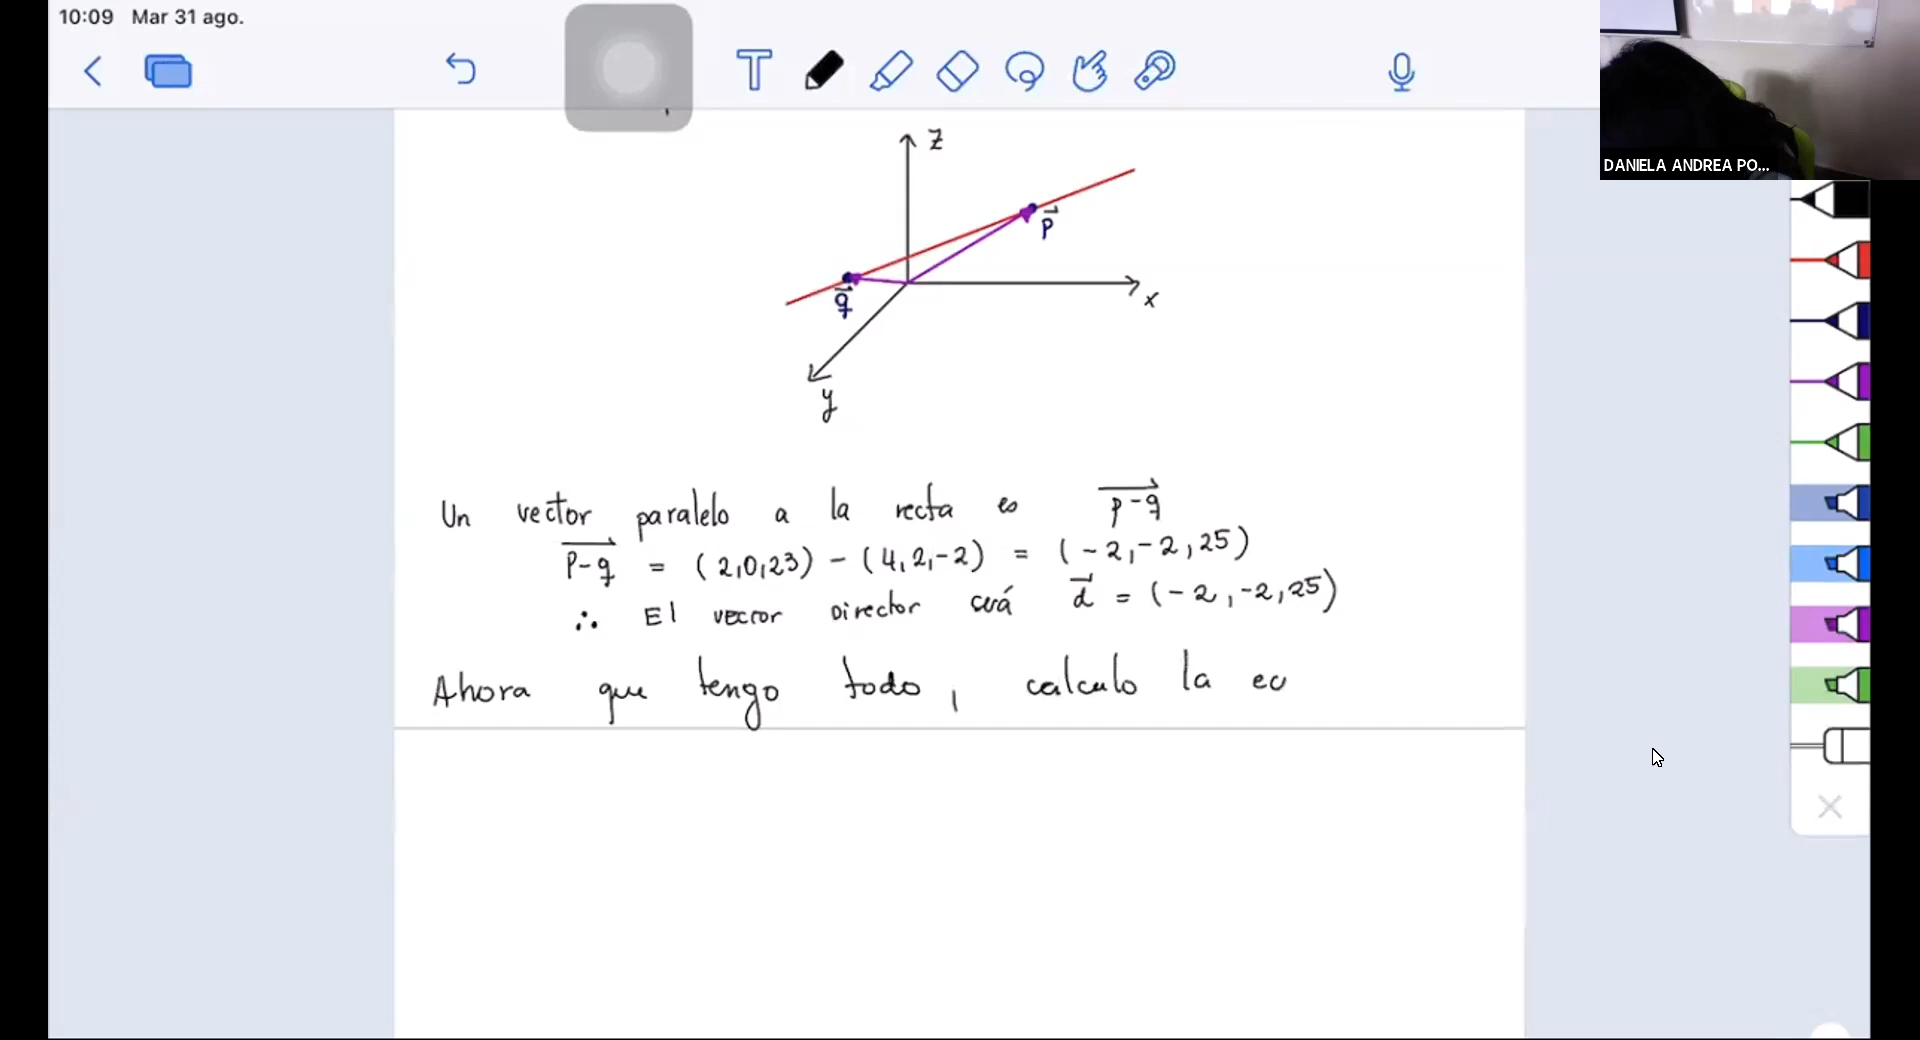 10:09 Mar 31 ago.
T
DANIELA ANDREA PO...
z
p
q
x
y
Un vector paralelo a la recta es p-q
p-q = (2,0,23) - (4,2,-2) = (-2,-2,25)
∴ El vector Director será d = (-2,-2,25)
Ahora que tengo todo, calculo la ec